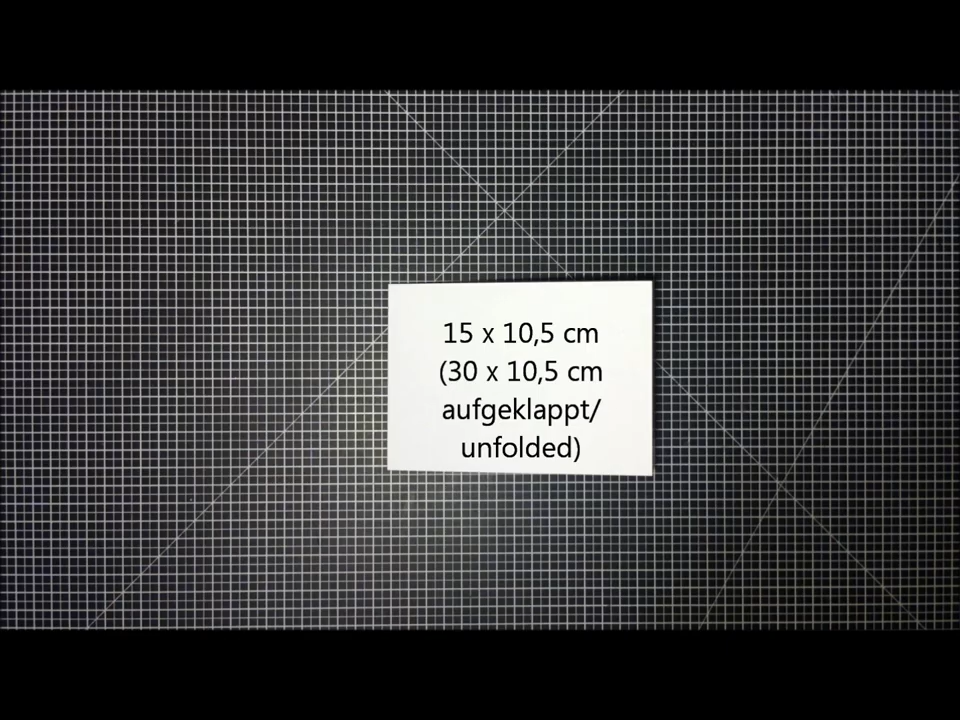 15 x 10,5 cm
(30 x 10,5 cm
aufgeklappt/
unfolded)